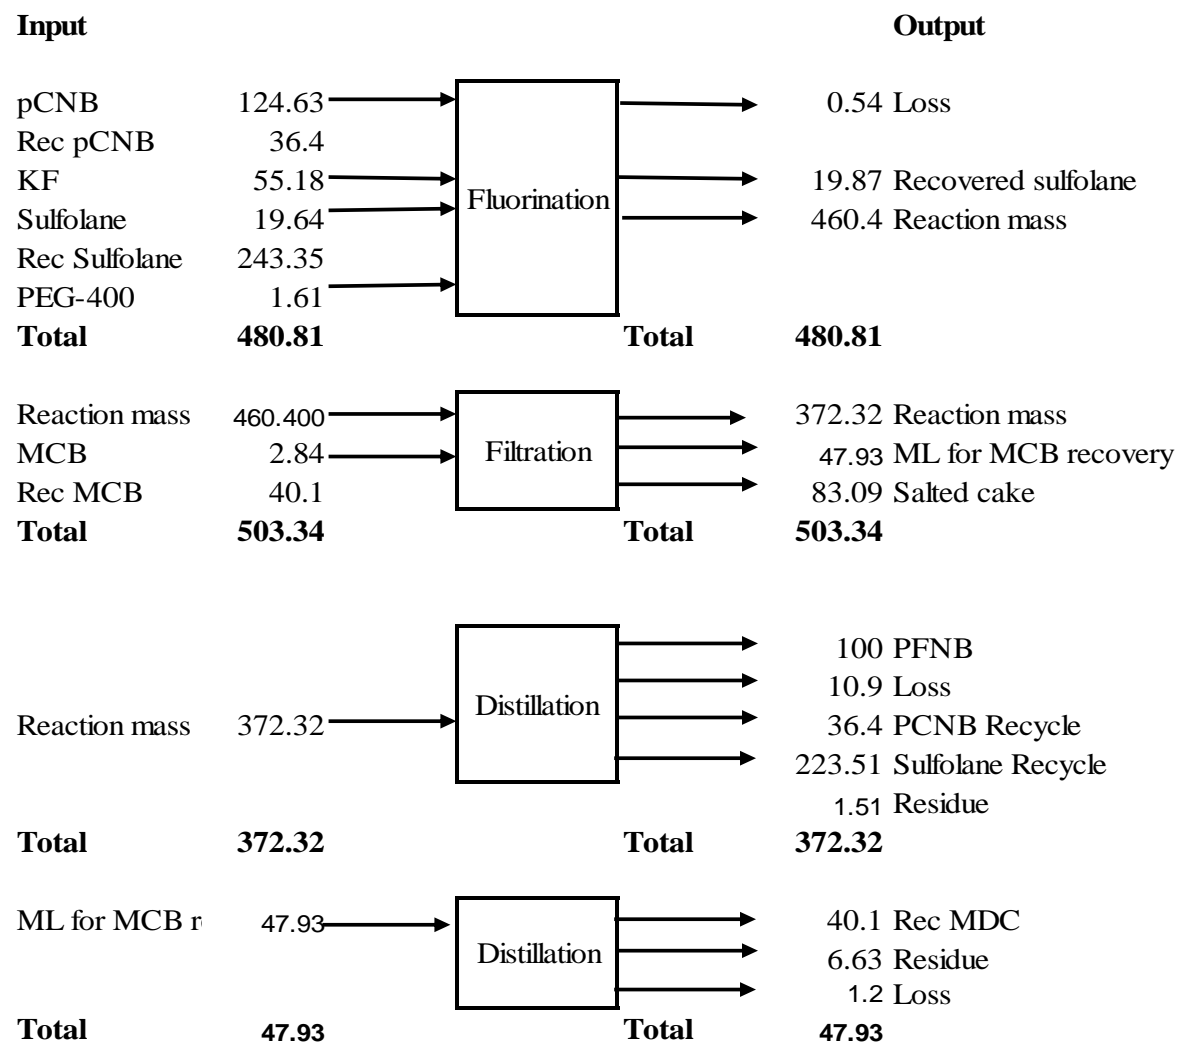 Input Output
pCNB 124.63 0.54 Loss
Rec pCNB 36.4
KF 55.18 Fluorination 19.87 Recovered sulfolane
Sulfolane 19.64 460.4 Reaction mass
Rec Sulfolane 243.35
PEG-400 1.61
Total 480.81 Total 480.81
Reaction mass 460.400 372.32 Reaction mass
MCB 2.84 Filtration 47.93 ML for MCB recovery
Rec MCB 40.1 83.09 Salted cake
Total 503.34 Total 503.34
100 PFNB
Distillation 10.9 Loss
Reaction mass 372.32 36.4 PCNB Recycle
223.51 Sulfolane Recycle
1.51 Residue
Total 372.32 Total 372.32
ML for MCB r 47.93 40.1 Rec MDC
Distillation 6.63 Residue
1.2 Loss
Total 47.93 Total 47.93